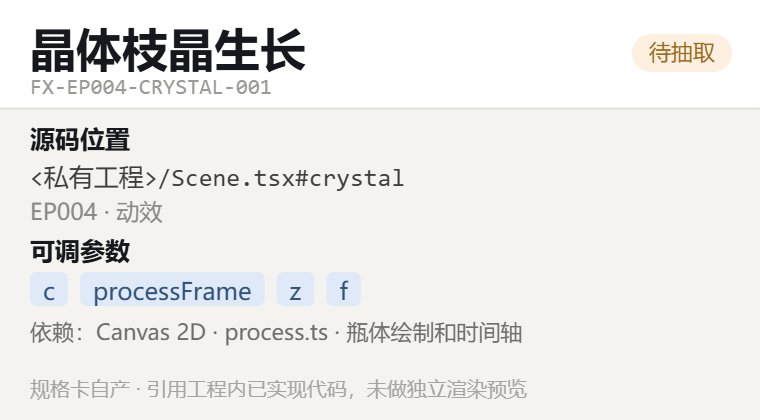 晶体枝晶生长
待抽取
FX-EP004-CRYSTAL-001
源码位置
<私有工程>/Scene.tsx#crystal
EP004 · 动效
可调参数
c processFrame z f
依赖：Canvas 2D · process.ts · 瓶体绘制和时间轴
规格卡自产 · 引用工程内已实现代码，未做独立渲染预览